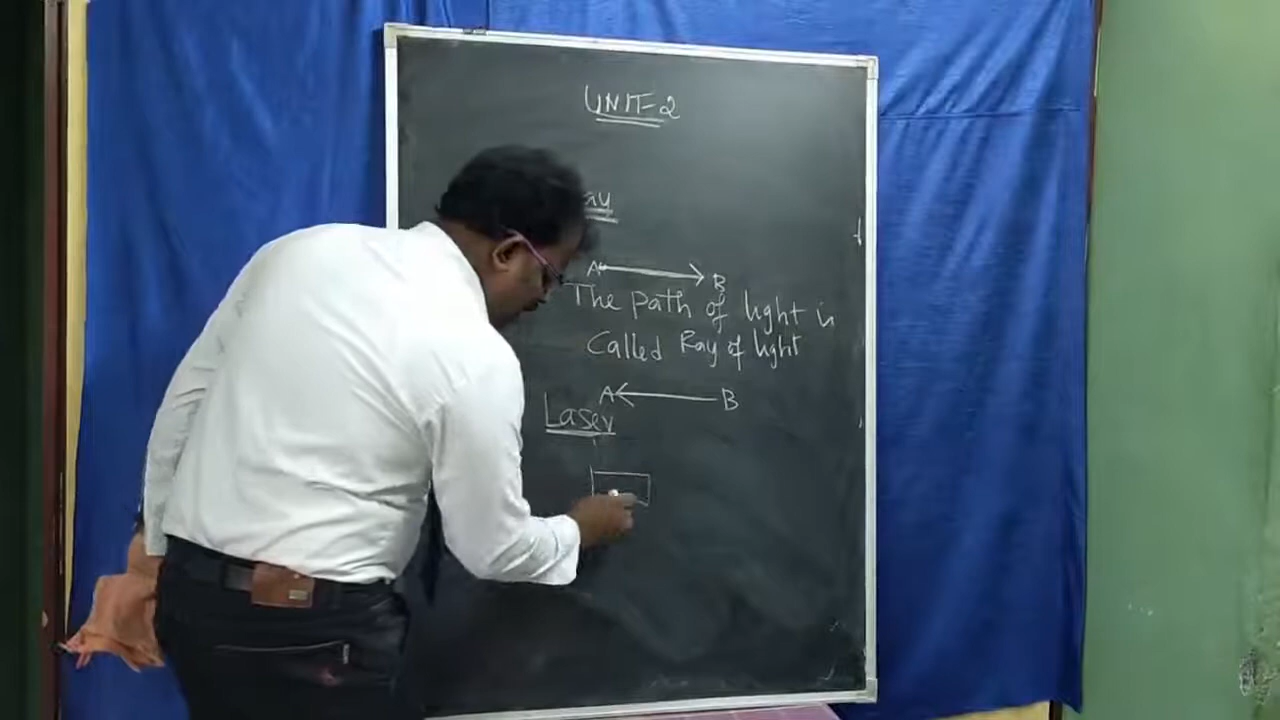 UNIT-2
ay
A B
The path of light is
Called Ray of light
A B
Laser